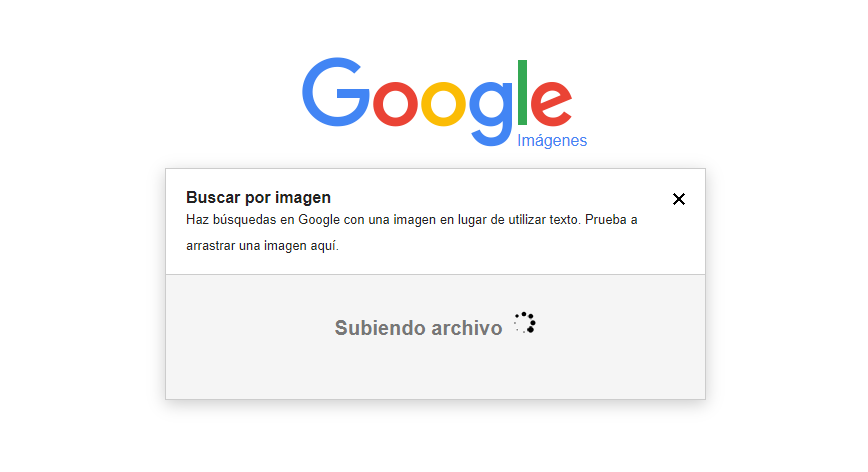 Google
Imágenes
Buscar por imagen
Haz búsquedas en Google con una imagen en lugar de utilizar texto. Prueba a
arrastrar una imagen aquí.
Subiendo archivo